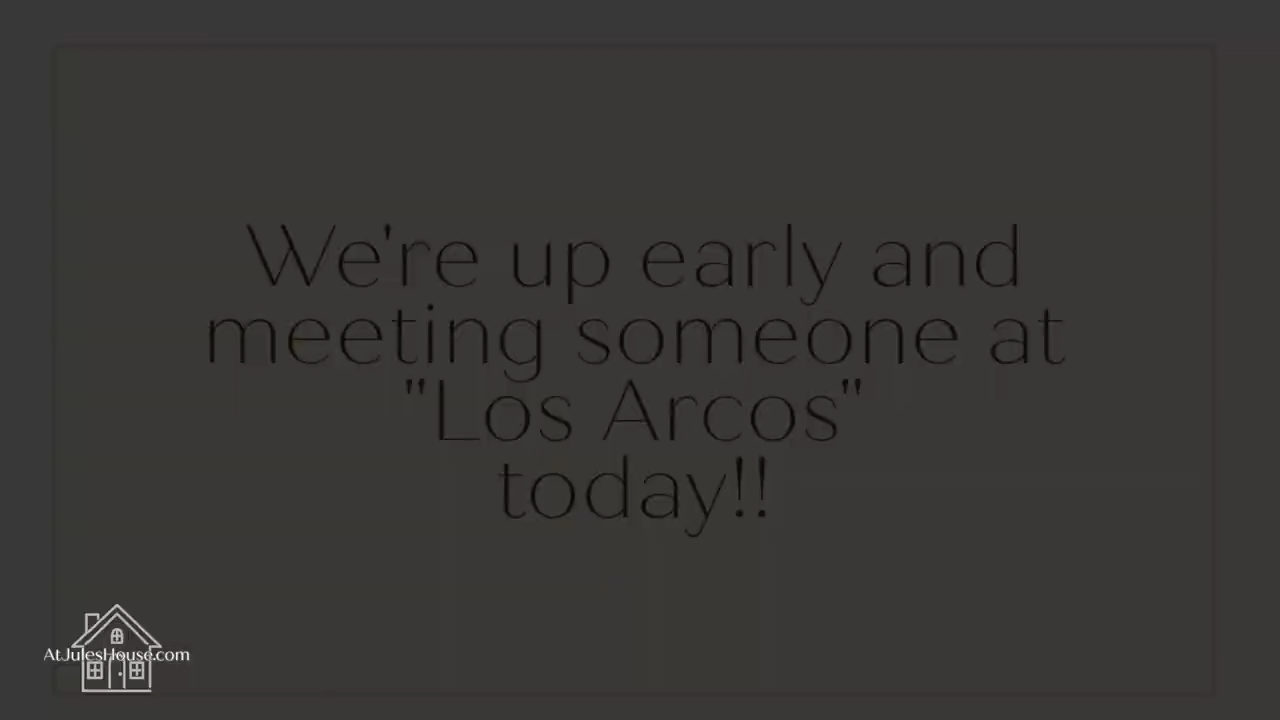 We're up early and
meeting someone at
"Los Arcos"
today!!
AtJulesHouse.com